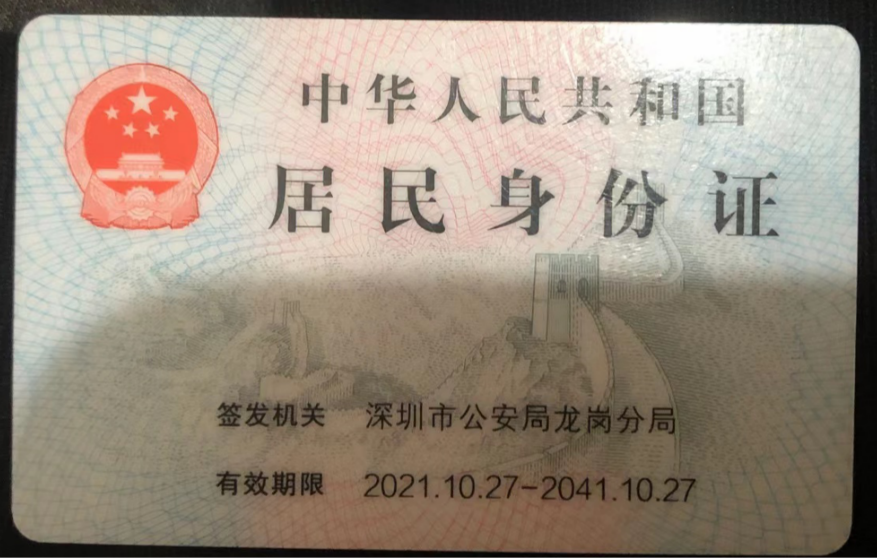 中华人民共和国
居民身份证
签发机关 深圳市公安局龙岗分局
有效期限 2021.10.27-2041.10.27